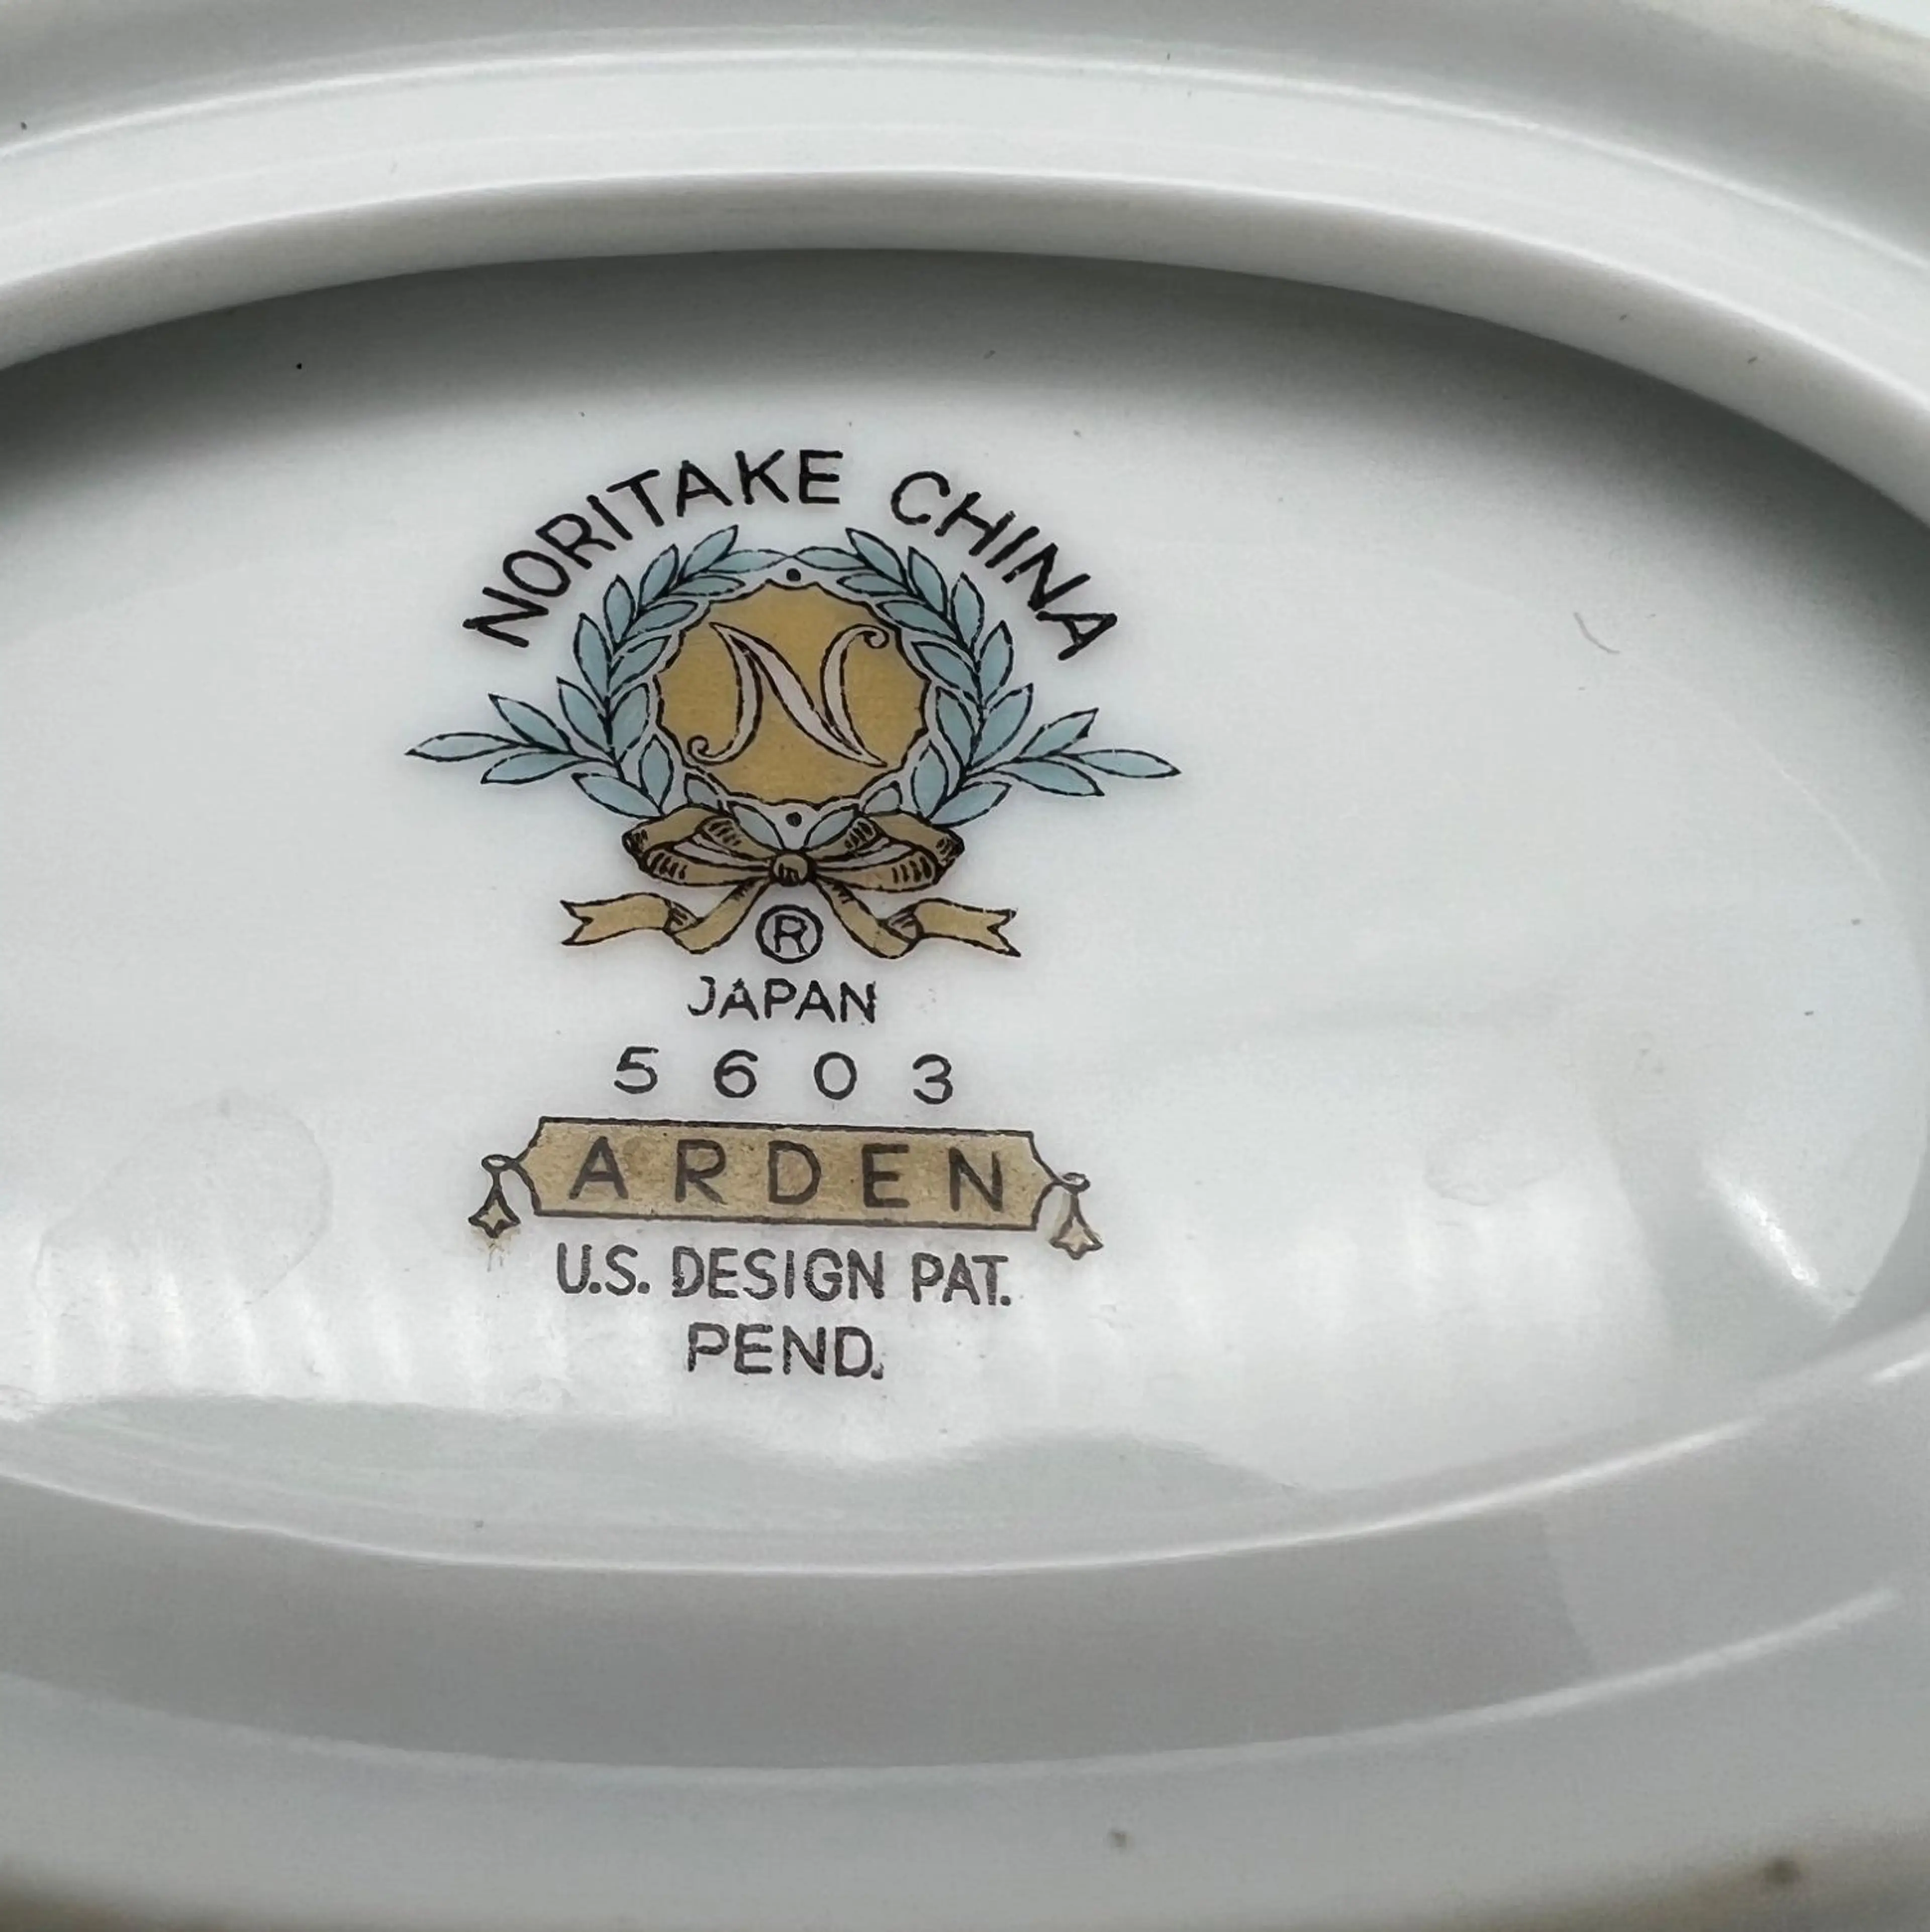 NORITAKE CHINA
N
®
JAPAN
5603
ARDEN
U.S. DESIGN PAT.
PEND.